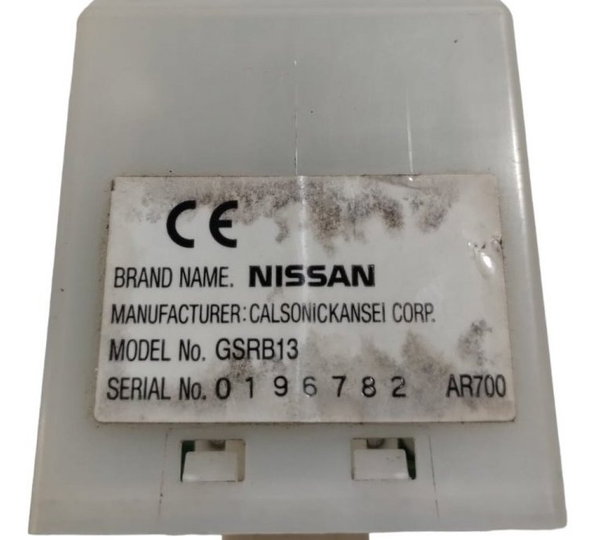 CE
BRAND NAME. NISSAN
MANUFACTURER: CALSONICKANSEI CORP.
MODEL No. GSRB13
SERIAL No. 0196782 AR700